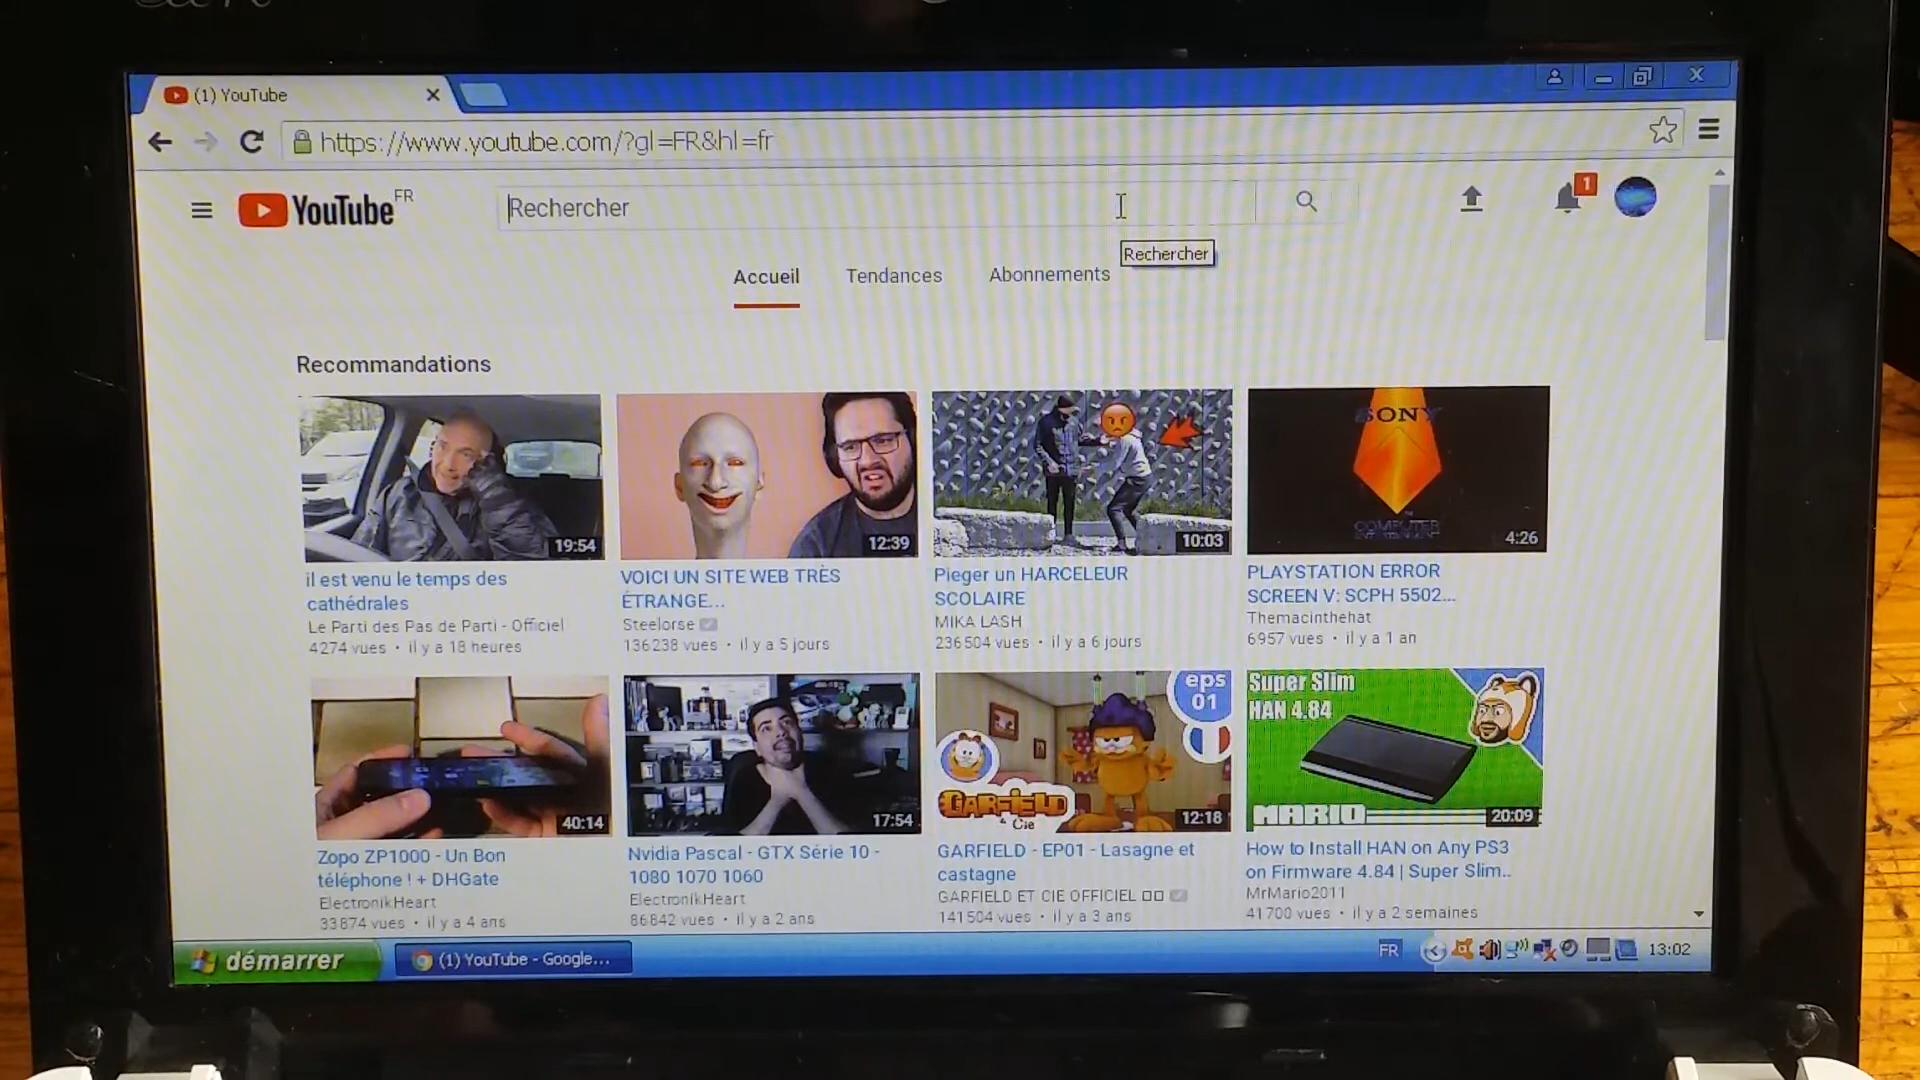 (1) YouTube
https://www.youtube.com/?gl=FR&hl=fr
YouTube FR
Rechercher
1
Rechercher
Accueil
Tendances
Abonnements
Recommandations
19:54
12:39
10:03
SONY
COMPUTER
ENTERTAINMENT
4:26
il est venu le temps des
cathédrales
Le Parti des Pas de Parti - Officiel
4274 vues • il y a 18 heures
VOICI UN SITE WEB TRÈS
ÉTRANGE...
Steelorse
136238 vues • il y a 5 jours
Pieger un HARCELEUR
SCOLAIRE
MIKA LASH
236504 vues • il y a 6 jours
PLAYSTATION ERROR
SCREEN V: SCPH 5502...
Themacinthehat
6957 vues • il y a 1 an
40:14
17:54
eps
01
GARFIELD
& Cie
12:18
Super Slim
HAN 4.84
MARIO
20:09
Zopo ZP1000 - Un Bon
téléphone ! + DHGate
ElectronikHeart
33874 vues • il y a 4 ans
Nvidia Pascal - GTX Série 10 -
1080 1070 1060
ElectronikHeart
86842 vues • il y a 2 ans
GARFIELD - EP01 - Lasagne et
castagne
GARFIELD ET CIE OFFICIEL
141504 vues • il y a 3 ans
How to Install HAN on Any PS3
on Firmware 4.84 | Super Slim..
MrMario2011
41700 vues • il y a 2 semaines
démarrer
(1) YouTube - Google...
FR
13:02